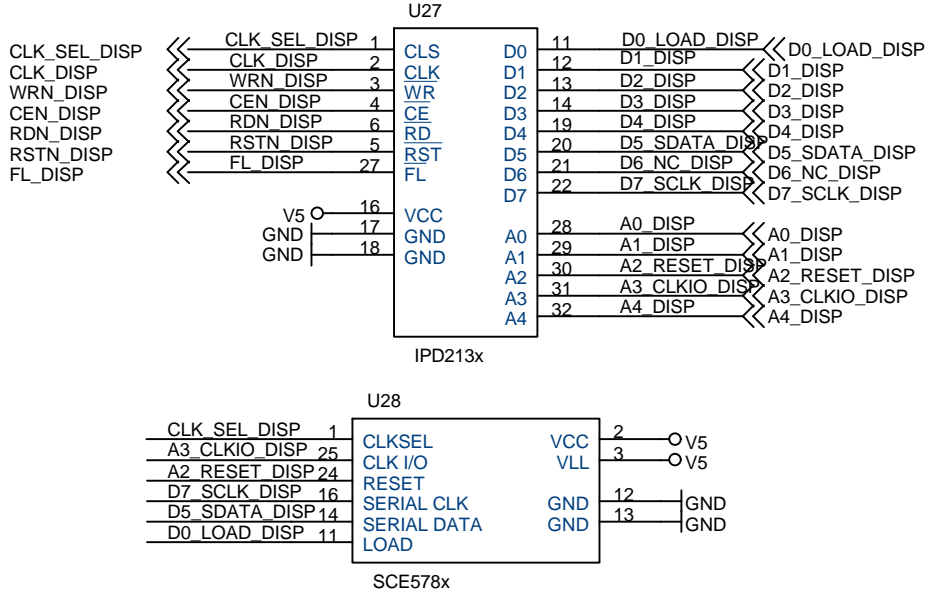 U27
CLK_SEL_DISP CLK_SEL_DISP 1 CLS D0 11 D0_LOAD_DISP D0_LOAD_DISP
CLK_DISP CLK_DISP 2 CLK D1 12 D1_DISP D1_DISP
WRN_DISP WRN_DISP 3 WR D2 13 D2_DISP D2_DISP
CEN_DISP CEN_DISP 4 CE D3 14 D3_DISP D3_DISP
RDN_DISP RDN_DISP 6 RD D4 19 D4_DISP D4_DISP
RSTN_DISP RSTN_DISP 5 RST D5 20 D5_SDATA_DISP D5_SDATA_DISP
FL_DISP FL_DISP 27 FL D6 21 D6_NC_DISP D6_NC_DISP
D7 22 D7_SCLK_DISP D7_SCLK_DISP
V5 16 VCC
GND 17 GND A0 28 A0_DISP A0_DISP
GND 18 GND A1 29 A1_DISP A1_DISP
A2 30 A2_RESET_DISP A2_RESET_DISP
A3 31 A3_CLKIO_DISP A3_CLKIO_DISP
A4 32 A4_DISP A4_DISP
IPD213x
U28
CLK_SEL_DISP 1 CLKSEL VCC 2 V5
A3_CLKIO_DISP 25 CLK I/O VLL 3 V5
A2_RESET_DISP 24 RESET
D7_SCLK_DISP 16 SERIAL CLK GND 12 GND
D5_SDATA_DISP 14 SERIAL DATA GND 13 GND
D0_LOAD_DISP 11 LOAD
SCE578x